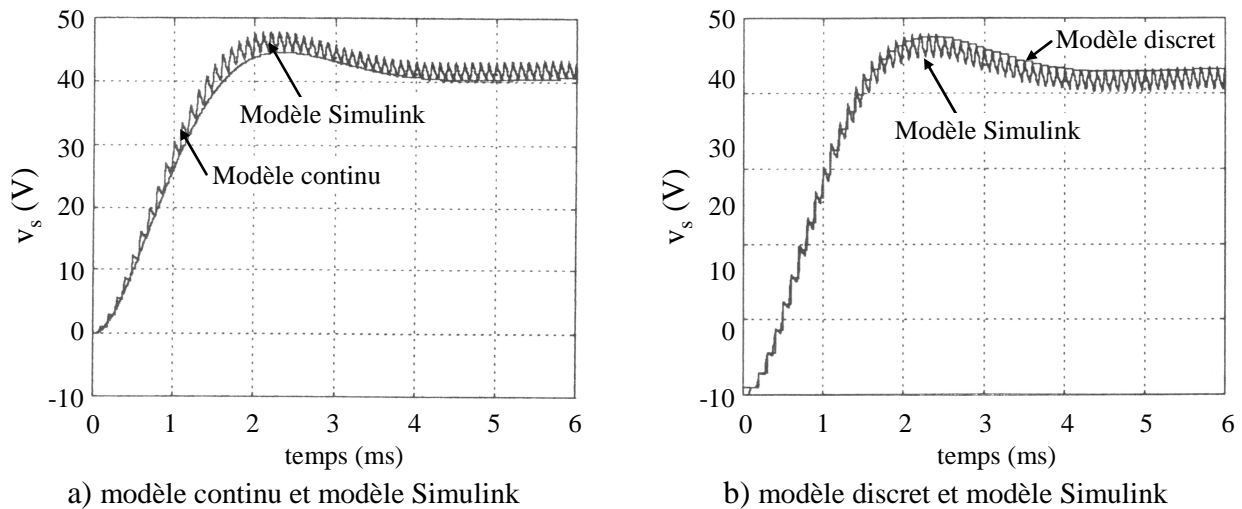 50
40
30
20
10
0
-10
v_s (V)
Modèle Simulink
Modèle continu
0 1 2 3 4 5 6
temps (ms)
a) modèle continu et modèle Simulink
50
40
30
20
10
0
-10
v_s (V)
Modèle discret
Modèle Simulink
0 1 2 3 4 5 6
temps (ms)
b) modèle discret et modèle Simulink